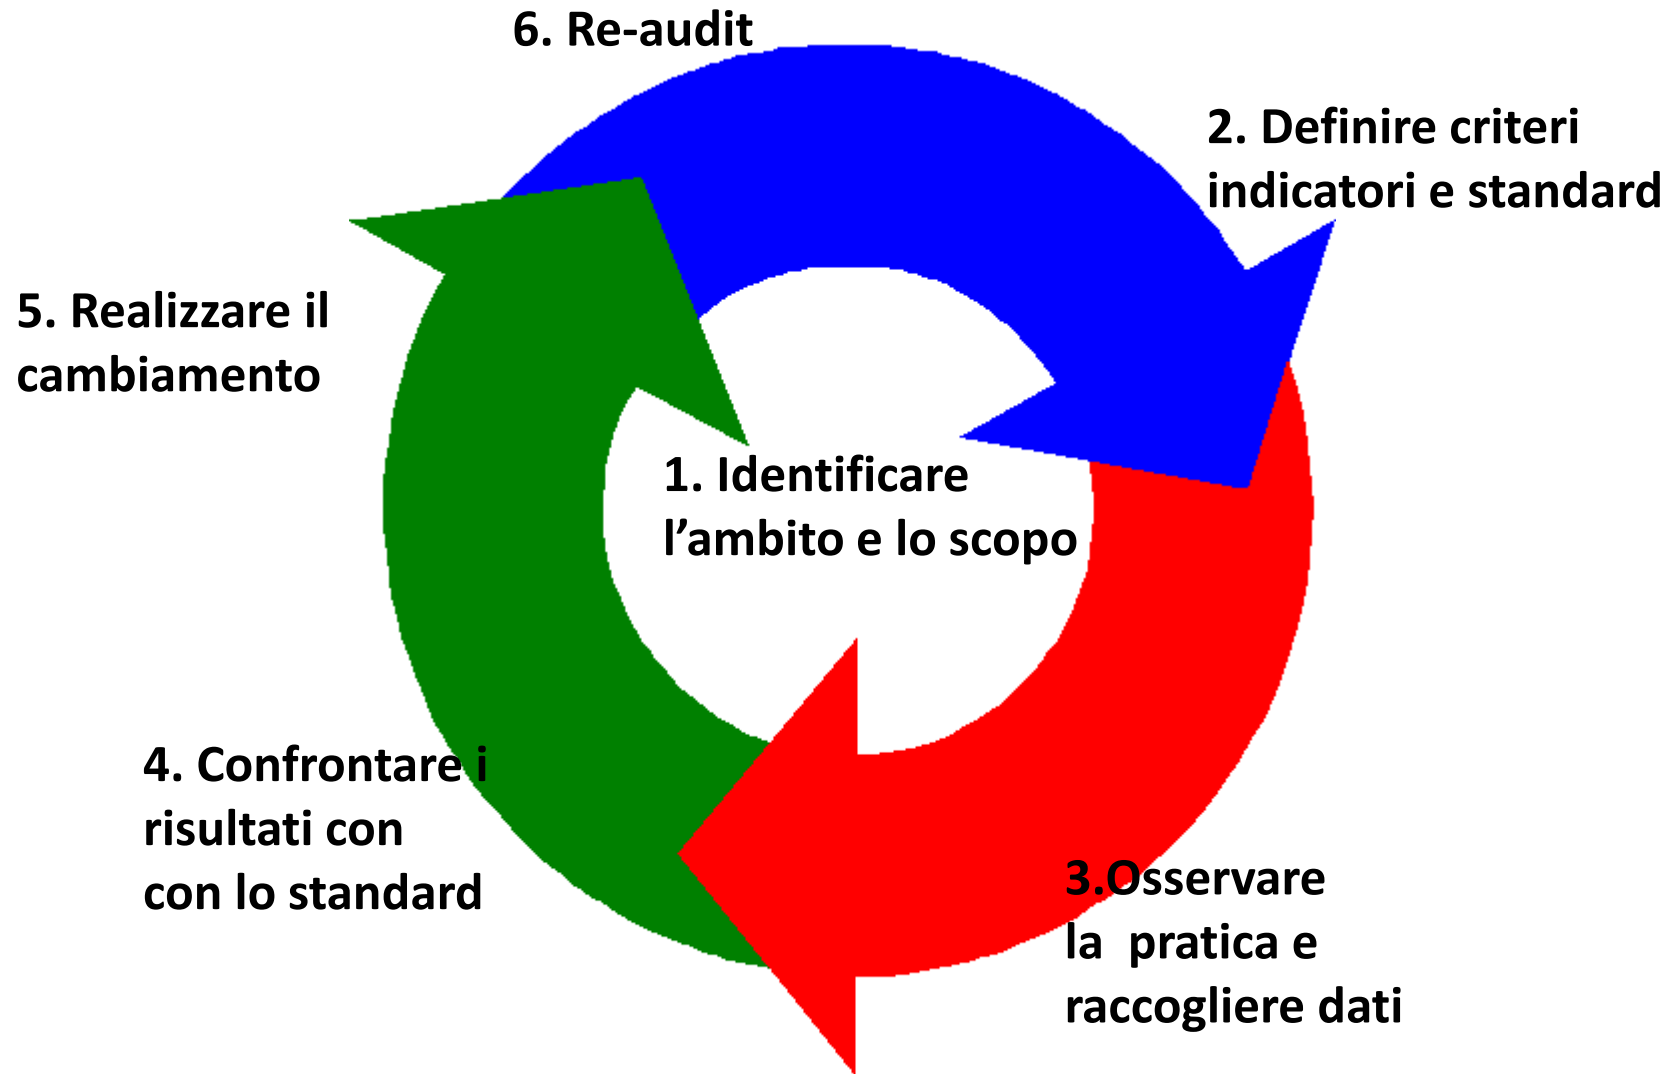 6. Re-audit
2. Definire criteri
indicatori e standard
5. Realizzare il
cambiamento
1. Identificare
l’ambito e lo scopo
4. Confrontare i
risultati con
con lo standard
3.Osservare
la  pratica e
raccogliere dati